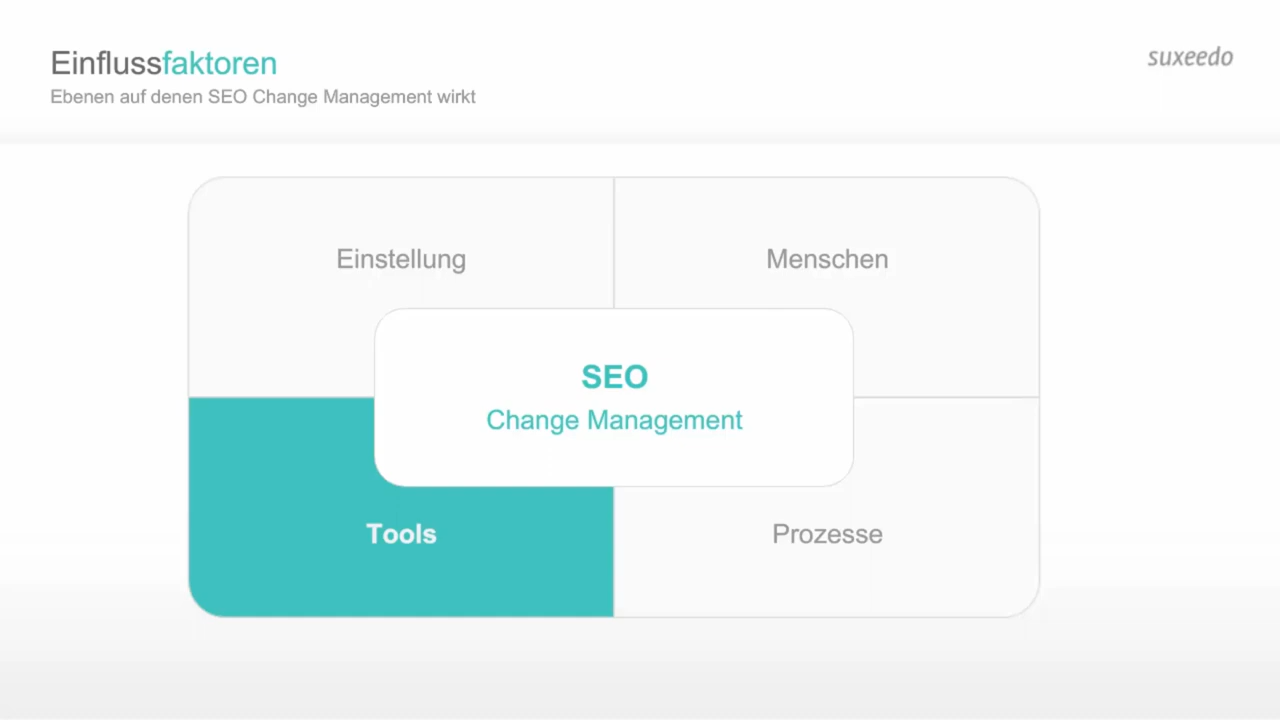 Einflussfaktoren
suxeedo
Ebenen auf denen SEO Change Management wirkt
Einstellung
Menschen
SEO
Change Management
Tools
Prozesse